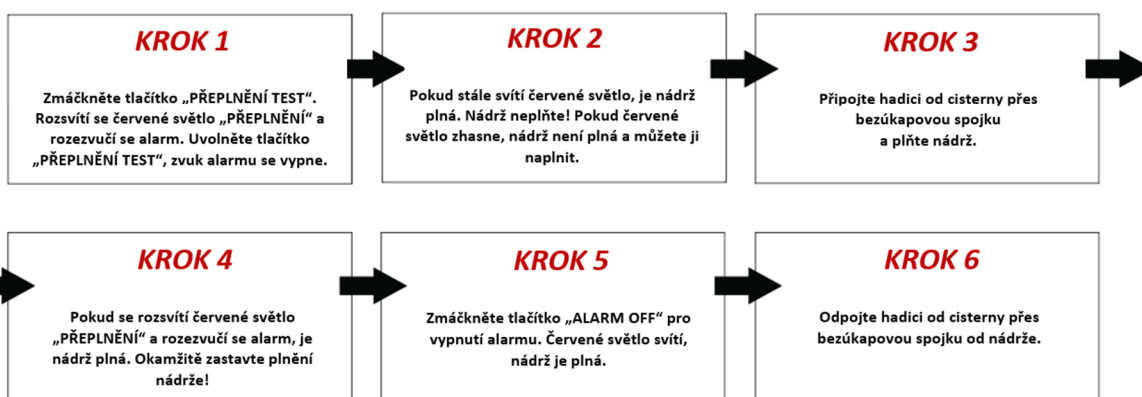 KROK 1
Zmáčkněte tlačítko „PŘEPLNĚNÍ TEST“.
Rozsvítí se červené světlo „PŘEPLNĚNÍ“ a
rozezvučí se alarm. Uvolněte tlačítko
„PŘEPLNĚNÍ TEST“, zvuk alarmu se vypne.
KROK 2
Pokud stále svítí červené světlo, je nádrž
plná. Nádrž neplňte! Pokud červené
světlo zhasne, nádrž není plná a můžete ji
naplnit.
KROK 3
Připojte hadici od cisterny přes
bezúkapovou spojku
a plňte nádrž.
KROK 4
Pokud se rozsvítí červené světlo
„PŘEPLNĚNÍ“ a rozezvučí se alarm, je
nádrž plná. Okamžitě zastavte plnění
nádrže!
KROK 5
Zmáčkněte tlačítko „ALARM OFF“ pro
vypnutí alarmu. Červené světlo svítí,
nádrž je plná.
KROK 6
Odpojte hadici od cisterny přes
bezúkapovou spojku od nádrže.